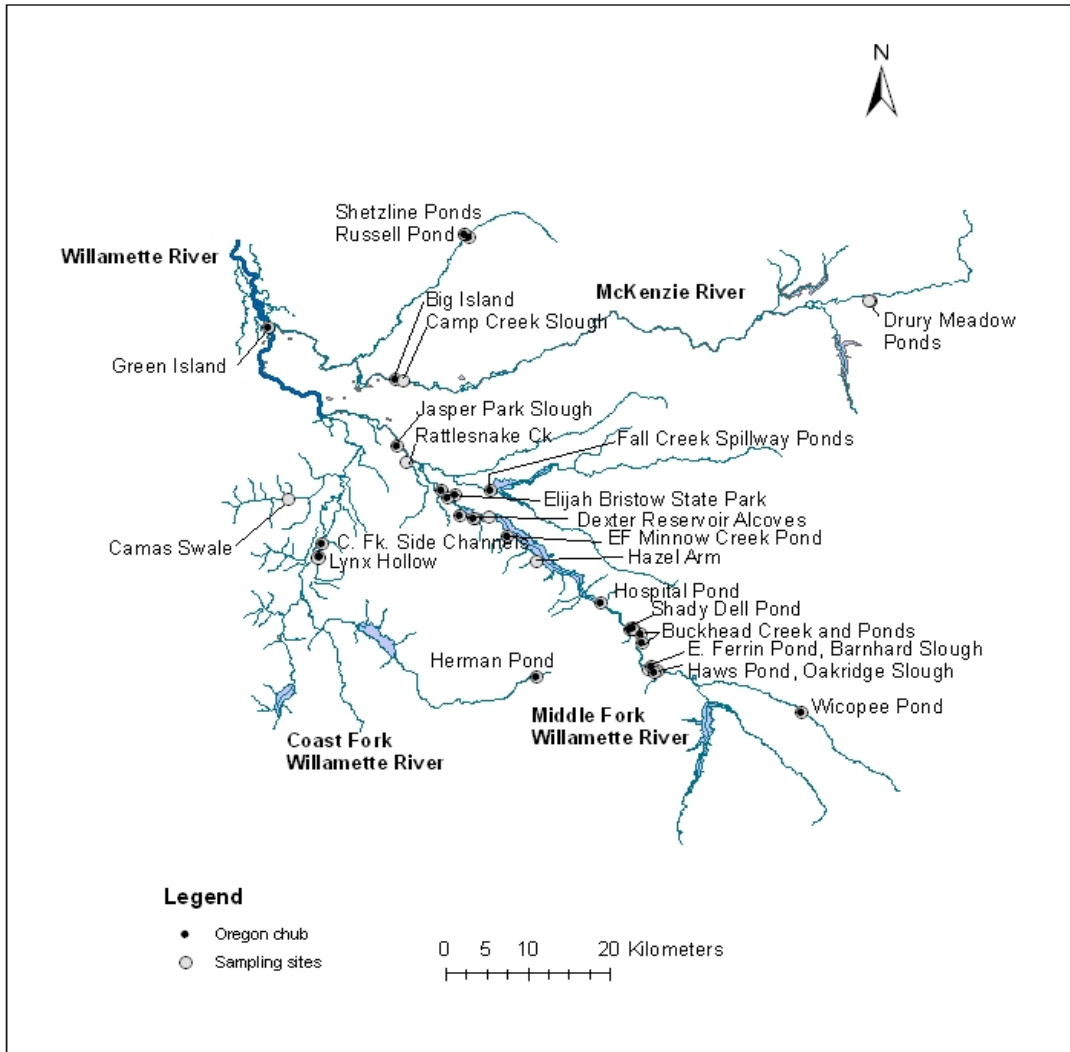 N
Shetzline Ponds
Russell Pond
Willamette River
Big Island
McKenzie River
Camp Creek Slough
Drury Meadow
Ponds
Green Island
Jasper Park Slough
Rattlesnake Ck
Fall Creek Spillway Ponds
Elijah Bristow State Park
Dexter Reservoir Alcoves
Camas Swale
C. Fk. Side Channels
EF Minnow Creek Pond
Lynx Hollow
Hazel Arm
Hospital Pond
Shady Dell Pond
Buckhead Creek and Ponds
E. Ferrin Pond, Barnhard Slough
Herman Pond
Haws Pond, Oakridge Slough
Wicopee Pond
Middle Fork
Willamette River
Coast Fork
Willamette River
Legend
Oregon chub
Sampling sites
0 5 10 20 Kilometers